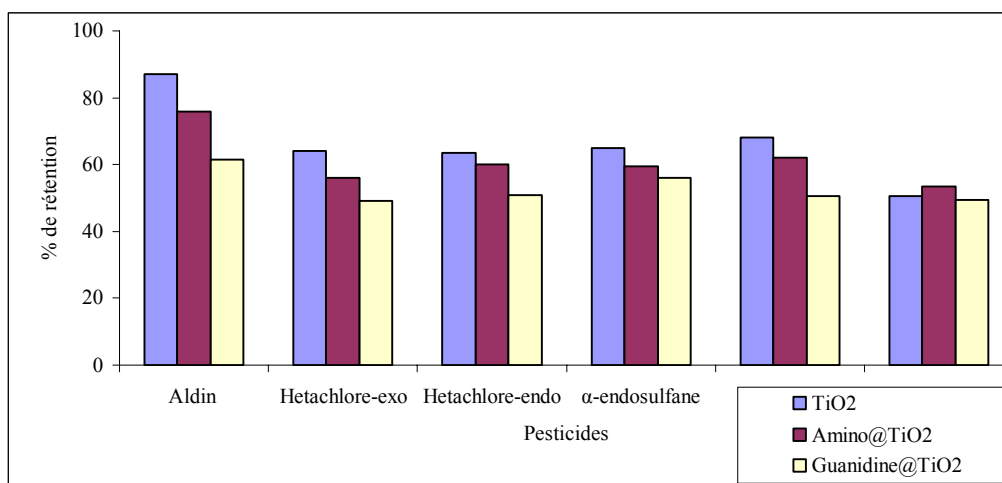 100
80
60
40
20
0
% de rétention
Aldin
Hetachlore-exo
Hetachlore-endo
α-endosulfane
Pesticides
TiO2
Amino@TiO2
Guanidine@TiO2